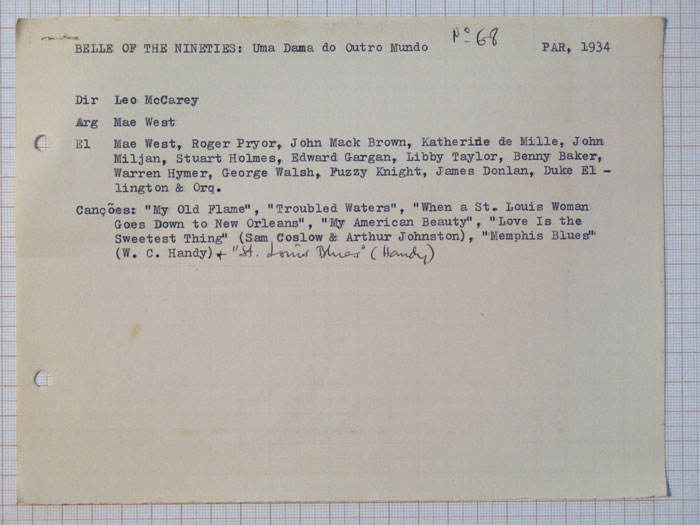 Nº 68
BELLE OF THE NINETIES: Uma Dama do Outro Mundo PAR, 1934
Dir Leo McCarey
Arg Mae West
El Mae West, Roger Pryor, John Mack Brown, Katherine de Mille, John
Miljan, Stuart Holmes, Edward Gargan, Libby Taylor, Benny Baker,
Warren Hymer, George Walsh, Fuzzy Knight, James Donlan, Duke El -
lington & Orq.
Canções: "My Old Flame", "Troubled Waters", "When a St. Louis Woman
Goes Down to New Orleans", "My American Beauty", "Love Is the
Sweetest Thing" (Sam Coslow & Arthur Johnston), "Memphis Blues"
(W. C. Handy) + "St. Louis Blues" (Handy)